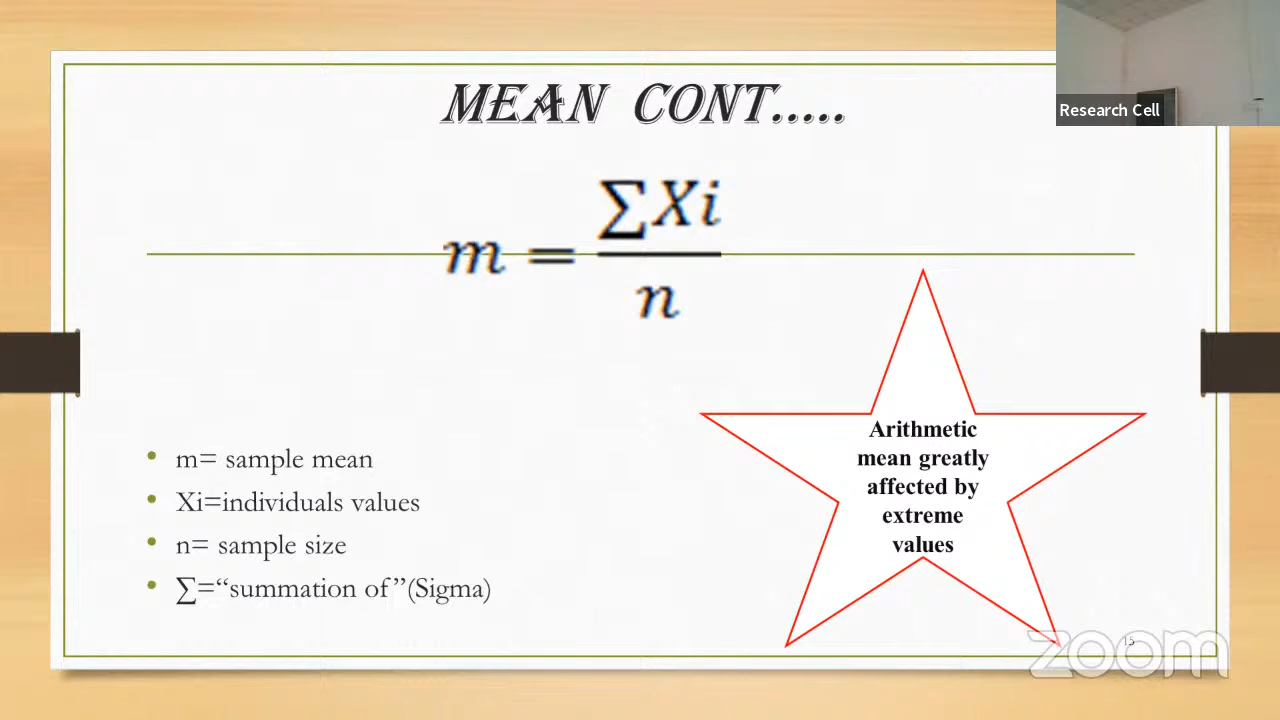 MEAN CONT.....
Research Cell
m = ∑Xi / n
• m= sample mean
• Xi=individuals values
• n= sample size
• ∑=“summation of”(Sigma)
Arithmetic
mean greatly
affected by
extreme
values
15
zoom